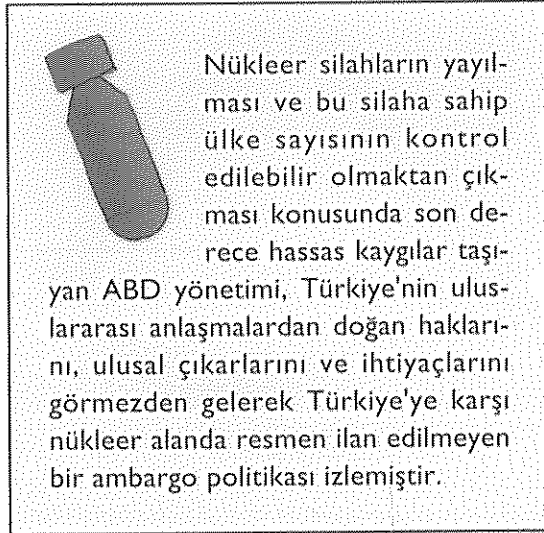 Nükleer silahların yayıl-
ması ve bu silaha sahip
ülke sayısının kontrol
edilebilir olmaktan çık-
ması konusunda son de-
rece hassas kaygılar taşı-
yan ABD yönetimi, Türkiye'nin ulus-
lararası anlaşmalardan doğan hakları-
nı, ulusal çıkarlarını ve ihtiyaçlarını
görmezden gelerek Türkiye'ye karşı
nükleer alanda resmen ilan edilmeyen
bir ambargo politikası izlemiştir.